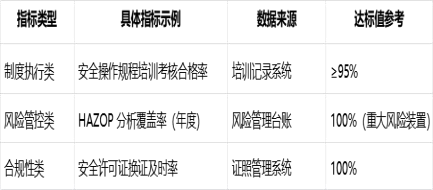 指标类型 具体指标示例 数据来源 达标值参考
制度执行类 安全操作规程培训考核合格率 培训记录系统 ≥95%
风险管控类 HAZOP 分析覆盖率 (年度) 风险管理台账 100% (重大风险装置)
合规性类 安全许可证换证及时率 证照管理系统 100%